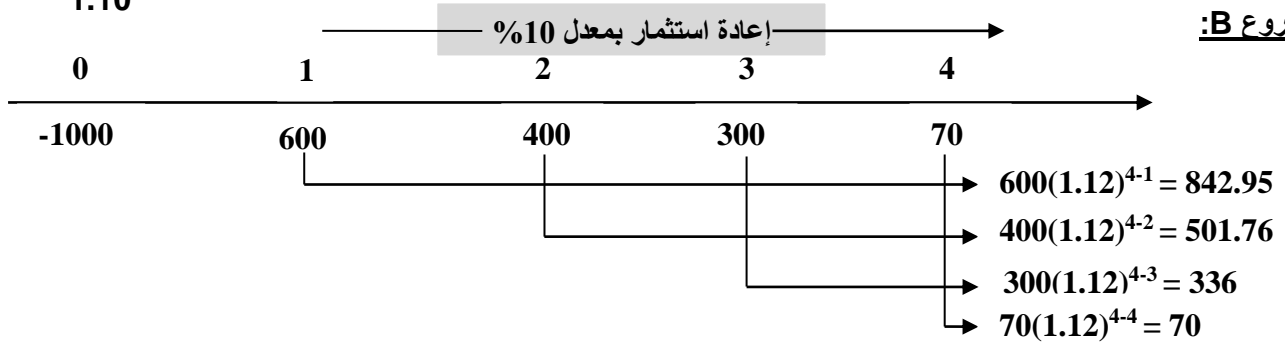 1.10
إعادة استثمار بمعدل 10%
روع B:
0 1 2 3 4
-1000 600 400 300 70
600(1.12)⁴⁻¹ = 842.95
400(1.12)⁴⁻² = 501.76
300(1.12)⁴⁻³ = 336
70(1.12)⁴⁻⁴ = 70